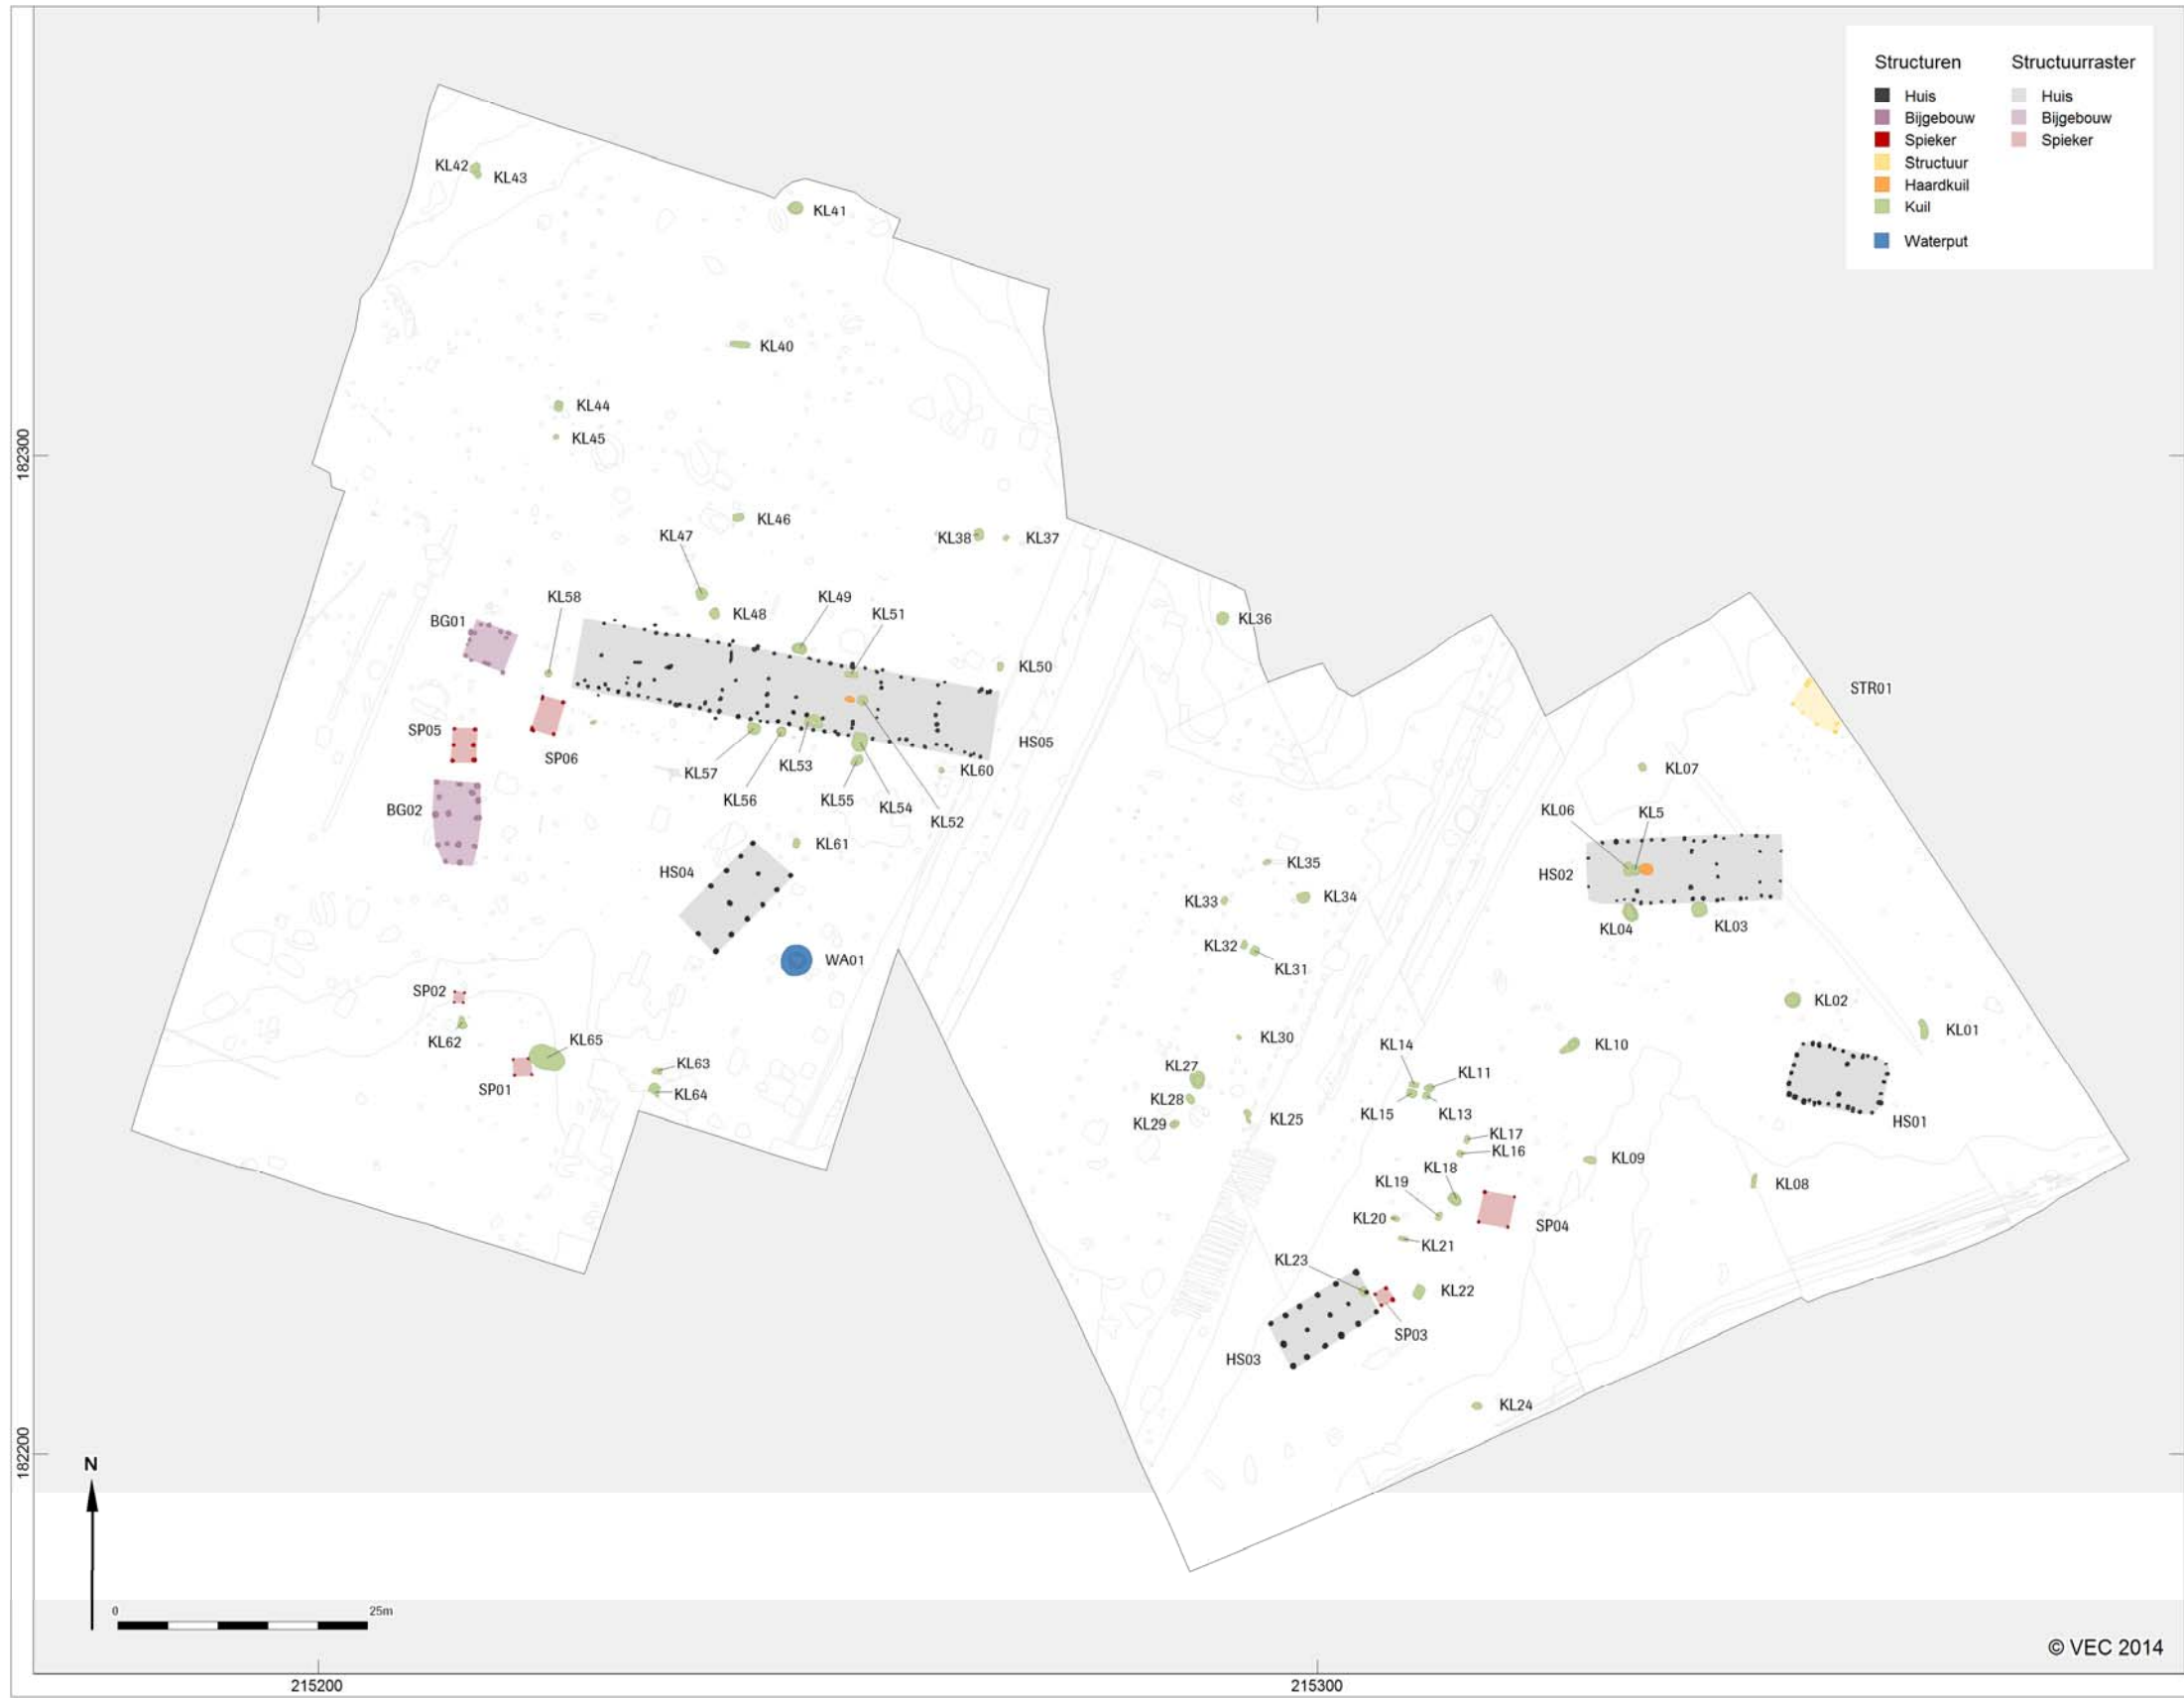 Structuren Structuurraster
Huis Huis
Bijgebouw Bijgebouw
Spieker Spieker
Structuur
Haardkuil
Kuil
Waterput
KL42
KL43
KL41
KL40
KL44
KL45
182300
KL46
KL47
KL38
KL37
KL58
KL49
KL48
KL51
BG01
KL36
KL50
STR01
SP05
HS05
SP06
KL53
KL57
KL60
KL07
KL56
KL55
KL54
KL52
BG02
KL06
KL5
KL61
KL35
HS04
HS02
KL33
KL34
KL04
KL03
KL32
KL31
WA01
SP02
KL02
KL62
KL65
KL30
KL14
KL10
KL01
KL63
KL27
KL11
SP01
KL64
KL28
KL15
KL13
KL29
KL25
HS01
KL17
KL16
KL18
KL09
KL19
KL08
KL20
SP04
KL21
KL23
KL22
SP03
HS03
KL24
182200
N
0 25m
© VEC 2014
215200 215300